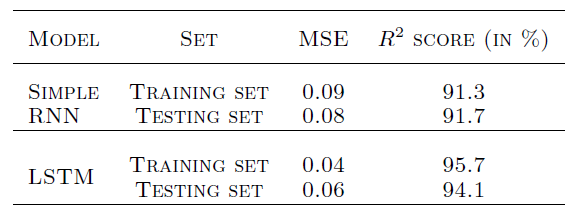 MODEL SET MSE R² SCORE (IN %)
SIMPLE TRAINING SET 0.09 91.3
RNN TESTING SET 0.08 91.7
TRAINING SET 0.04 95.7
LSTM
TESTING SET 0.06 94.1